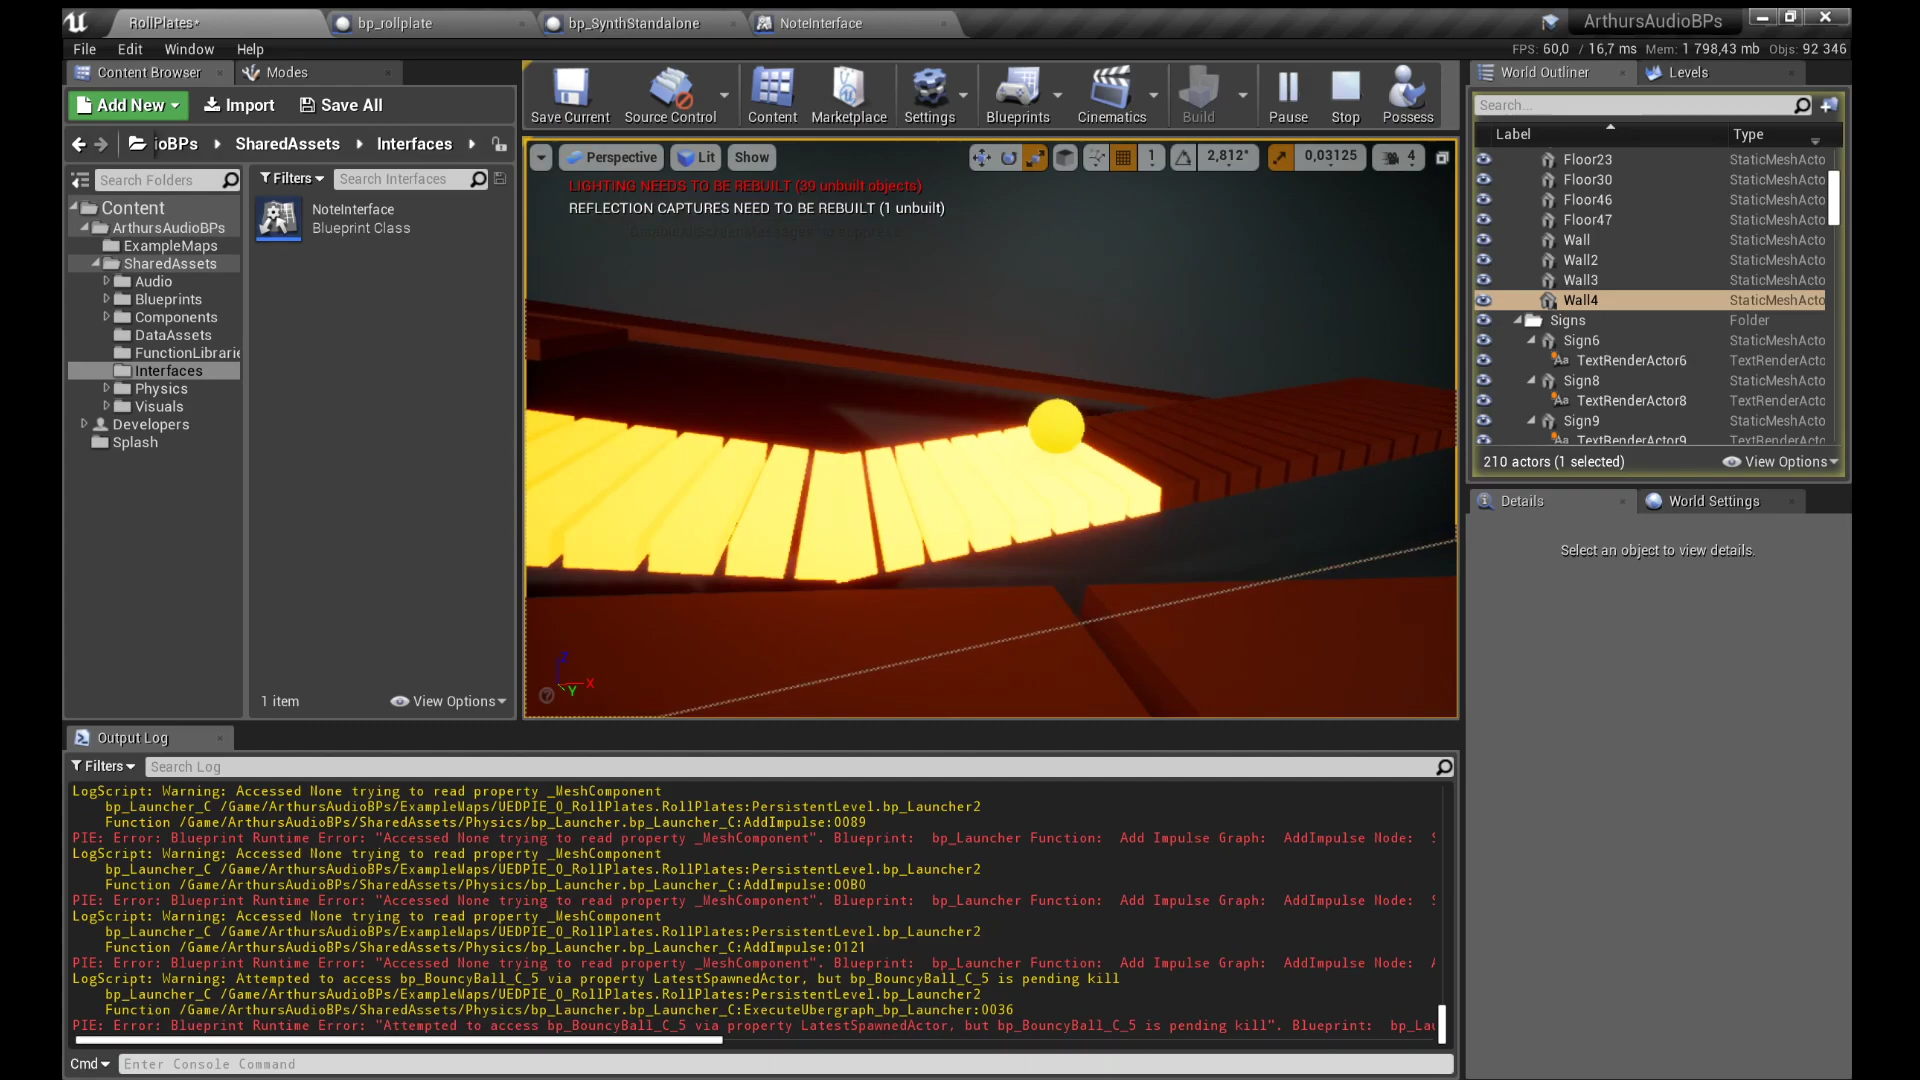 RollPlates*
bp_rollplate
bp_SynthStandalone
NoteInterface
ArthursAudioBPs
File Edit Window Help
FPS: 60,0 / 16,7 ms Mem: 1 798,43 mb Objs: 92 346
Content Browser
Modes
Add New
Import
Save All
ioBPs
SharedAssets
Interfaces
Search Folders
Filters
Search Interfaces
Content
ArthursAudioBPs
ExampleMaps
SharedAssets
Audio
Blueprints
Components
DataAssets
FunctionLibrarie
Interfaces
Physics
Visuals
Developers
Splash
NoteInterface
Blueprint Class
1 item
View Options
Save Current
Source Control
Content
Marketplace
Settings
Blueprints
Cinematics
Build
Pause
Stop
Possess
Perspective
Lit
Show
1
2,812°
0,03125
4
LIGHTING NEEDS TO BE REBUILT (39 unbuilt objects)
REFLECTION CAPTURES NEED TO BE REBUILT (1 unbuilt)
Z
X
Y
World Outliner
Levels
Search...
Label Type
Floor23 StaticMeshActo
Floor30 StaticMeshActo
Floor46 StaticMeshActo
Floor47 StaticMeshActo
Wall StaticMeshActo
Wall2 StaticMeshActo
Wall3 StaticMeshActo
Wall4 StaticMeshActo
Signs Folder
Sign6 StaticMeshActo
TextRenderActor6 TextRenderActo
Sign8 StaticMeshActo
TextRenderActor8 TextRenderActo
Sign9 StaticMeshActo
TextRenderActor9 TextRenderActo
210 actors (1 selected)
View Options
Details
World Settings
Select an object to view details.
Output Log
Filters
Search Log
LogScript: Warning: Accessed None trying to read property _MeshComponent
bp_Launcher_C /Game/ArthursAudioBPs/ExampleMaps/UEDPIE_0_RollPlates.RollPlates:PersistentLevel.bp_Launcher2
Function /Game/ArthursAudioBPs/SharedAssets/Physics/bp_Launcher.bp_Launcher_C:AddImpulse:0089
PIE: Error: Blueprint Runtime Error: "Accessed None trying to read property _MeshComponent". Blueprint: bp_Launcher Function: Add Impulse Graph: AddImpulse Node: S
LogScript: Warning: Accessed None trying to read property _MeshComponent
bp_Launcher_C /Game/ArthursAudioBPs/ExampleMaps/UEDPIE_0_RollPlates.RollPlates:PersistentLevel.bp_Launcher2
Function /Game/ArthursAudioBPs/SharedAssets/Physics/bp_Launcher.bp_Launcher_C:AddImpulse:00B0
PIE: Error: Blueprint Runtime Error: "Accessed None trying to read property _MeshComponent". Blueprint: bp_Launcher Function: Add Impulse Graph: AddImpulse Node: S
LogScript: Warning: Accessed None trying to read property _MeshComponent
bp_Launcher_C /Game/ArthursAudioBPs/ExampleMaps/UEDPIE_0_RollPlates.RollPlates:PersistentLevel.bp_Launcher2
Function /Game/ArthursAudioBPs/SharedAssets/Physics/bp_Launcher.bp_Launcher_C:AddImpulse:0121
PIE: Error: Blueprint Runtime Error: "Accessed None trying to read property _MeshComponent". Blueprint: bp_Launcher Function: Add Impulse Graph: AddImpulse Node: A
LogScript: Warning: Attempted to access bp_BouncyBall_C_5 via property LatestSpawnedActor, but bp_BouncyBall_C_5 is pending kill
bp_Launcher_C /Game/ArthursAudioBPs/ExampleMaps/UEDPIE_0_RollPlates.RollPlates:PersistentLevel.bp_Launcher2
Function /Game/ArthursAudioBPs/SharedAssets/Physics/bp_Launcher.bp_Launcher_C:ExecuteUbergraph_bp_Launcher:0036
PIE: Error: Blueprint Runtime Error: "Attempted to access bp_BouncyBall_C_5 via property LatestSpawnedActor, but bp_BouncyBall_C_5 is pending kill". Blueprint: bp_Lau
Cmd
Enter Console Command